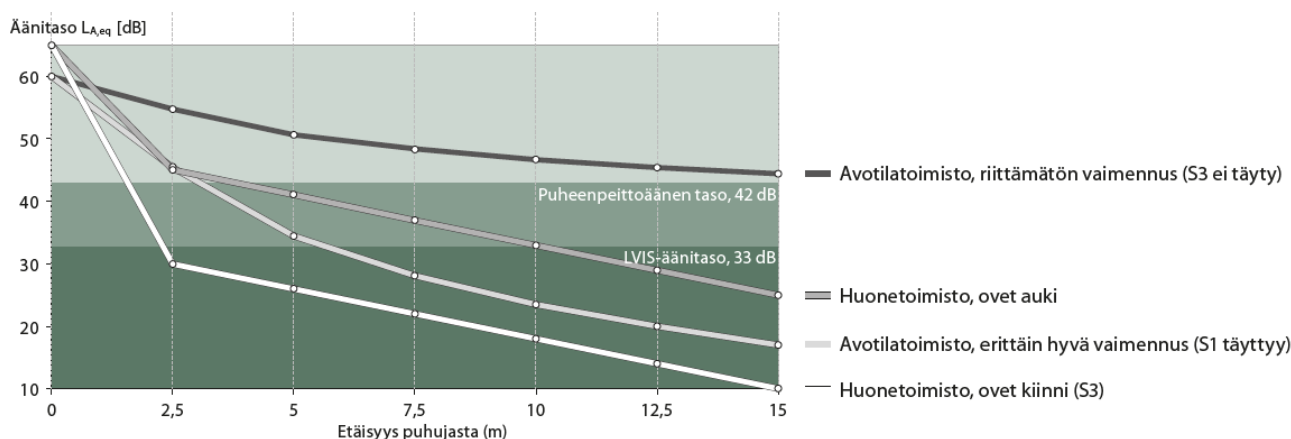 Äänitaso LA,eq [dB]
60
50
40
30
20
10
Puheenpeittoäänen taso, 42 dB
LVIS-äänitaso, 33 dB
0
2,5
5
7,5
10
12,5
15
Etäisyys puhujasta (m)
Avotilatoimisto, riittämätön vaimennus (S3 ei täyty)
Huonetoimisto, ovet auki
Avotilatoimisto, erittäin hyvä vaimennus (S1 täyttyy)
Huonetoimisto, ovet kiinni (S3)